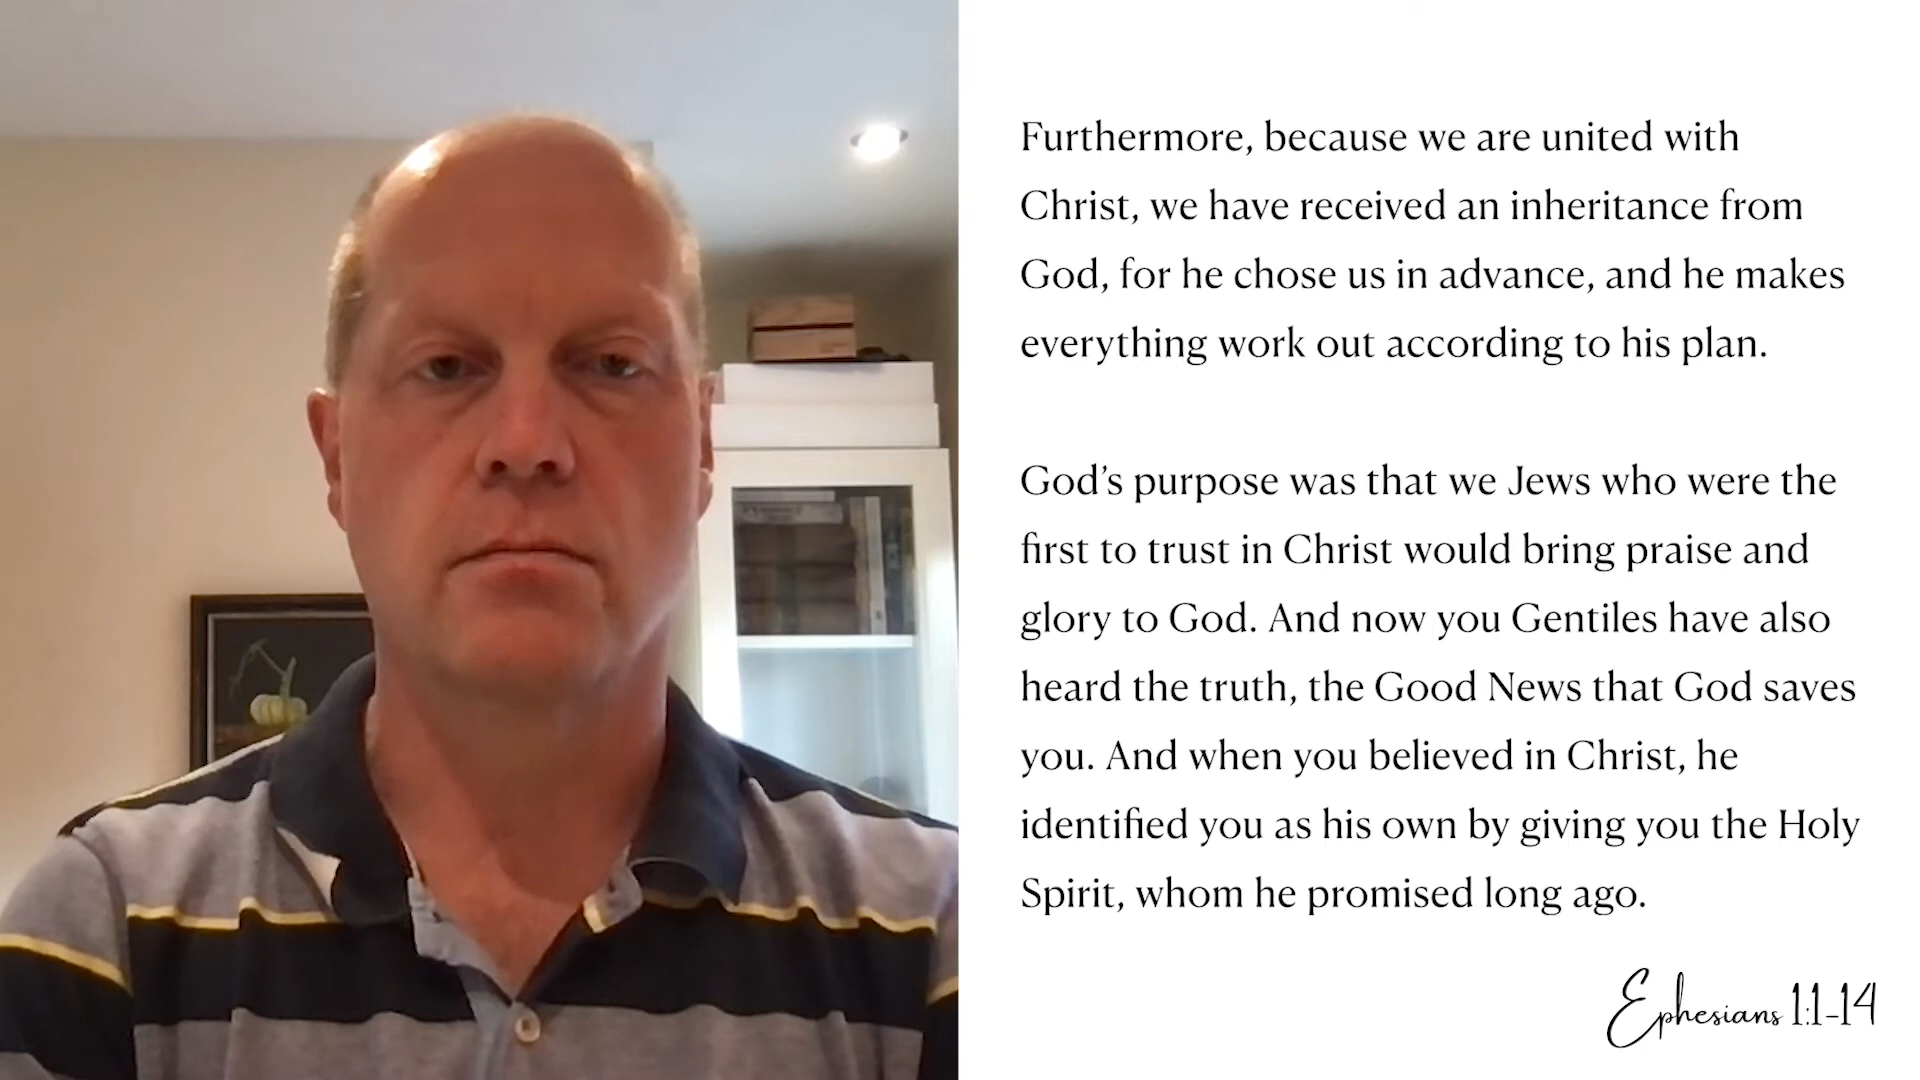 Furthermore, because we are united with
Christ, we have received an inheritance from
God, for he chose us in advance, and he makes
everything work out according to his plan.
God’s purpose was that we Jews who were the
first to trust in Christ would bring praise and
glory to God. And now you Gentiles have also
heard the truth, the Good News that God saves
you. And when you believed in Christ, he
identified you as his own by giving you the Holy
Spirit, whom he promised long ago.
Ephesians 1:1-14